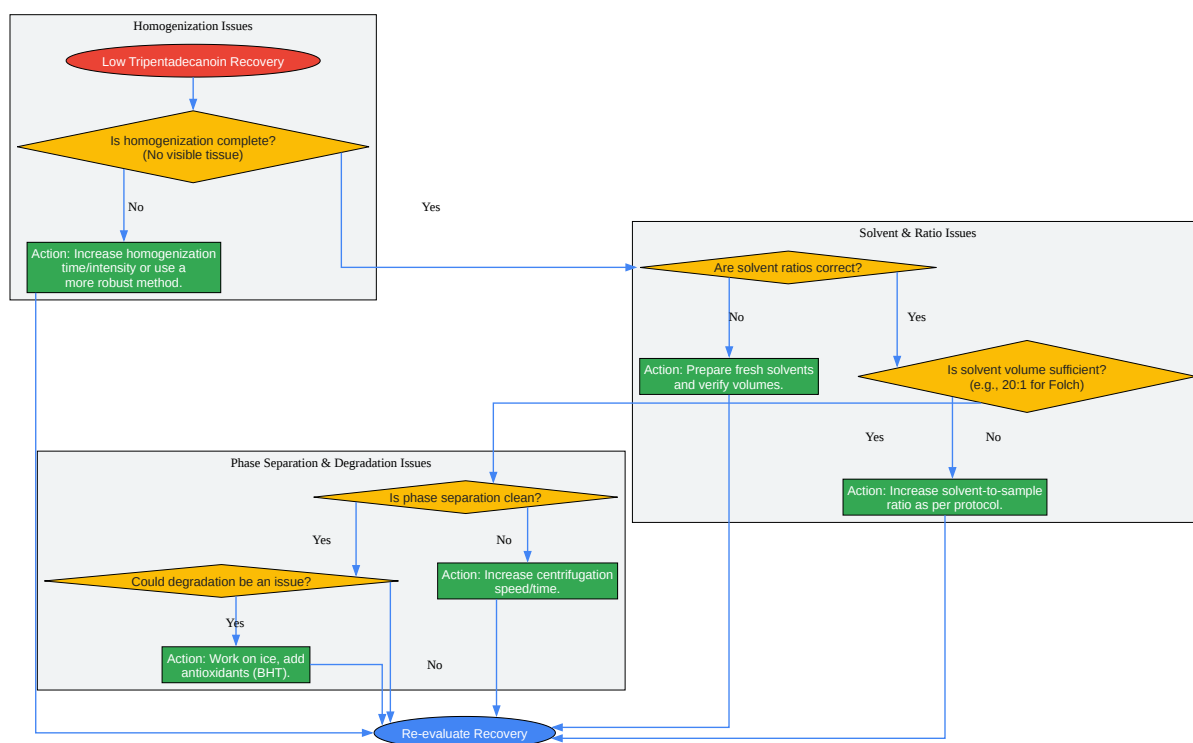 Homogenization Issues
Low Tripentadecanoin Recovery
Is homogenization complete?
(No visible tissue)
No
Yes
Action: Increase homogenization
time/intensity or use a
more robust method.
Solvent & Ratio Issues
Are solvent ratios correct?
No
Yes
Action: Prepare fresh solvents
and verify volumes.
Is solvent volume sufficient?
(e.g., 20:1 for Folch)
Yes
No
Action: Increase solvent-to-sample
ratio as per protocol.
Phase Separation & Degradation Issues
Is phase separation clean?
Yes
No
Could degradation be an issue?
Action: Increase centrifugation
speed/time.
Yes
Action: Work on ice, add
antioxidants (BHT).
No
Re-evaluate Recovery